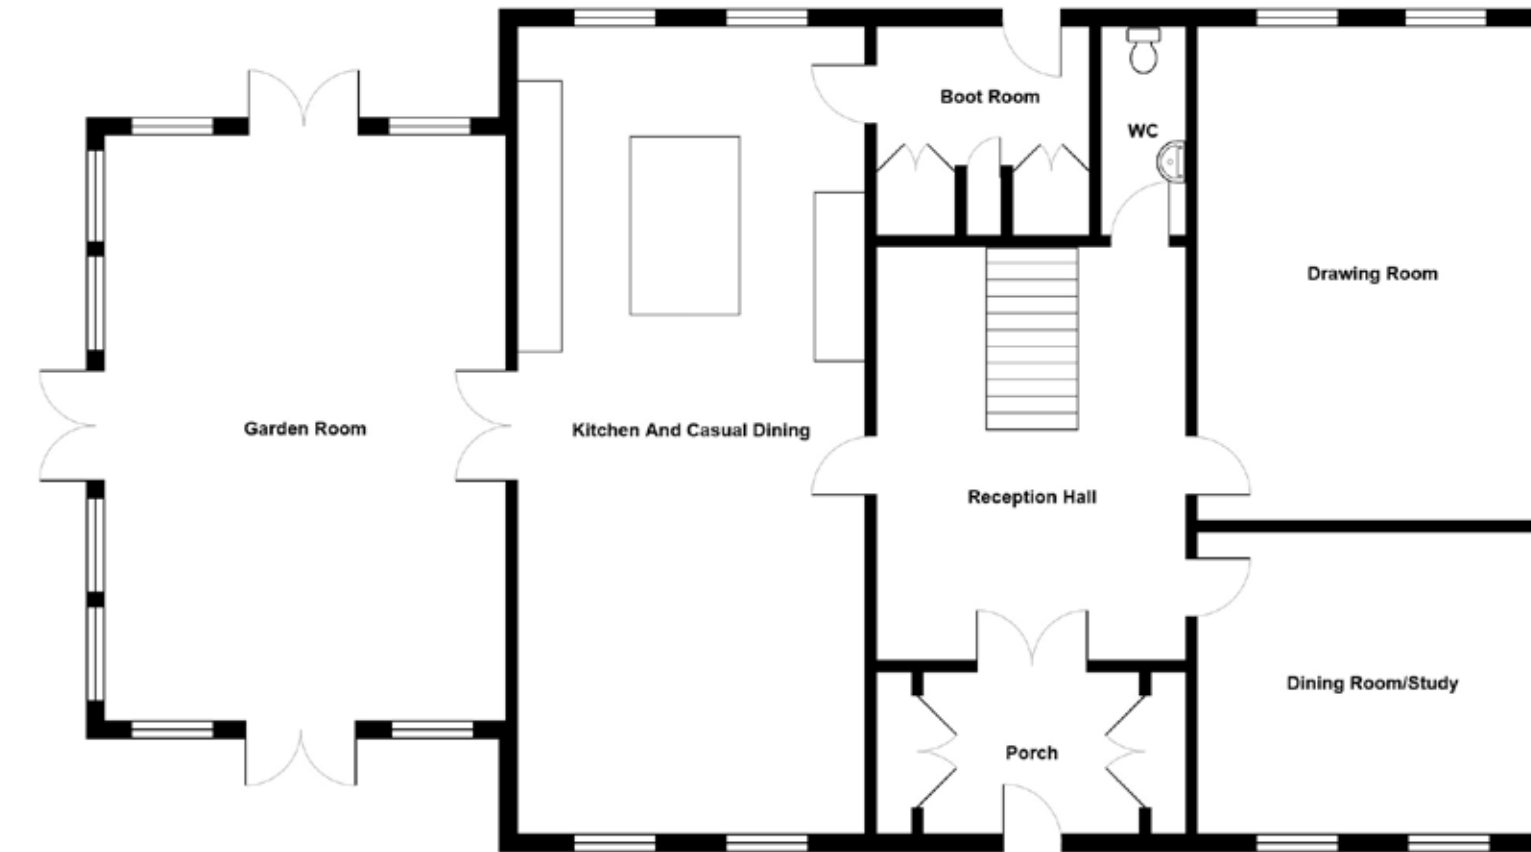 Boot Room
WC
Drawing Room
Garden Room
Kitchen And Casual Dining
Reception Hall
Dining Room/Study
Porch